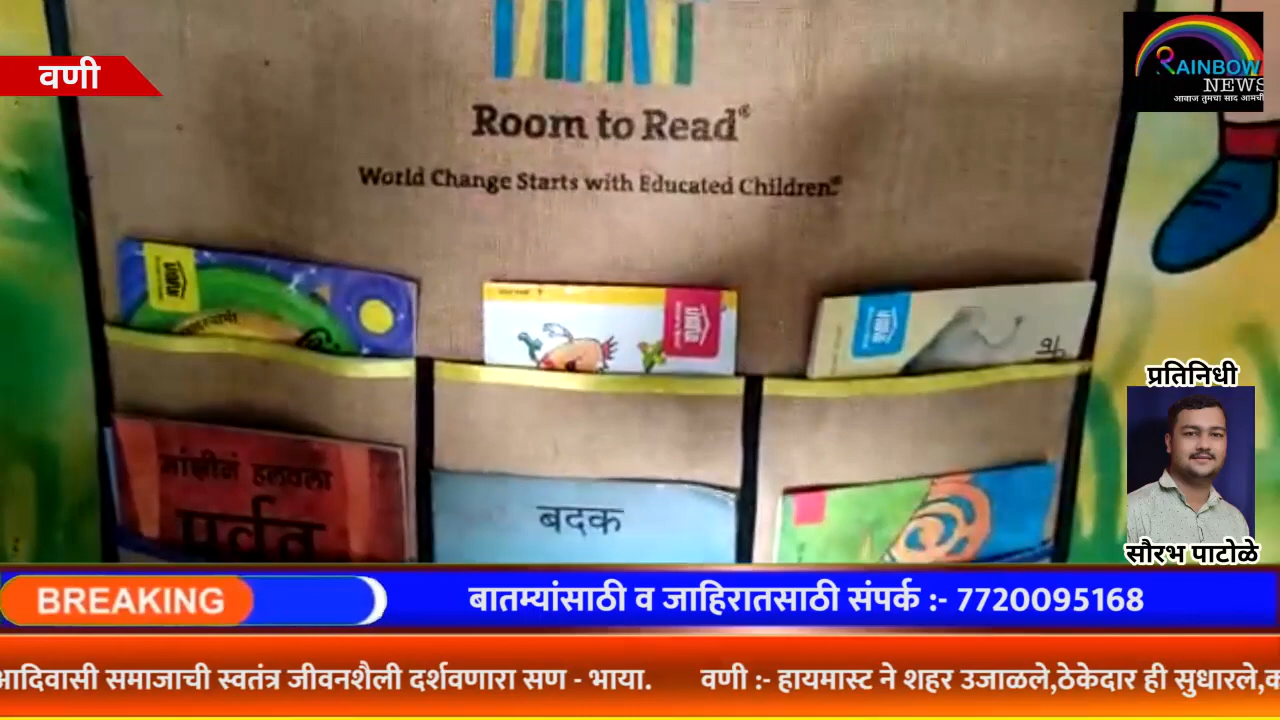 वणी
RAINBOW
NEWS
आवाज तुमचा साद आमची
Room to Read®
World Change Starts with Educated Children.®
मांझीनं हलवला
पर्वत
बदक
प्रतिनिधी
सौरभ पाटोळे
BREAKING
बातम्यांसाठी व जाहिरातसाठी संपर्क :- 7720095168
आदिवासी समाजाची स्वतंत्र जीवनशैली दर्शवणारा सण - भाया. वणी :- हायमास्ट ने शहर उजाळले,ठेकेदार ही सुधारले,